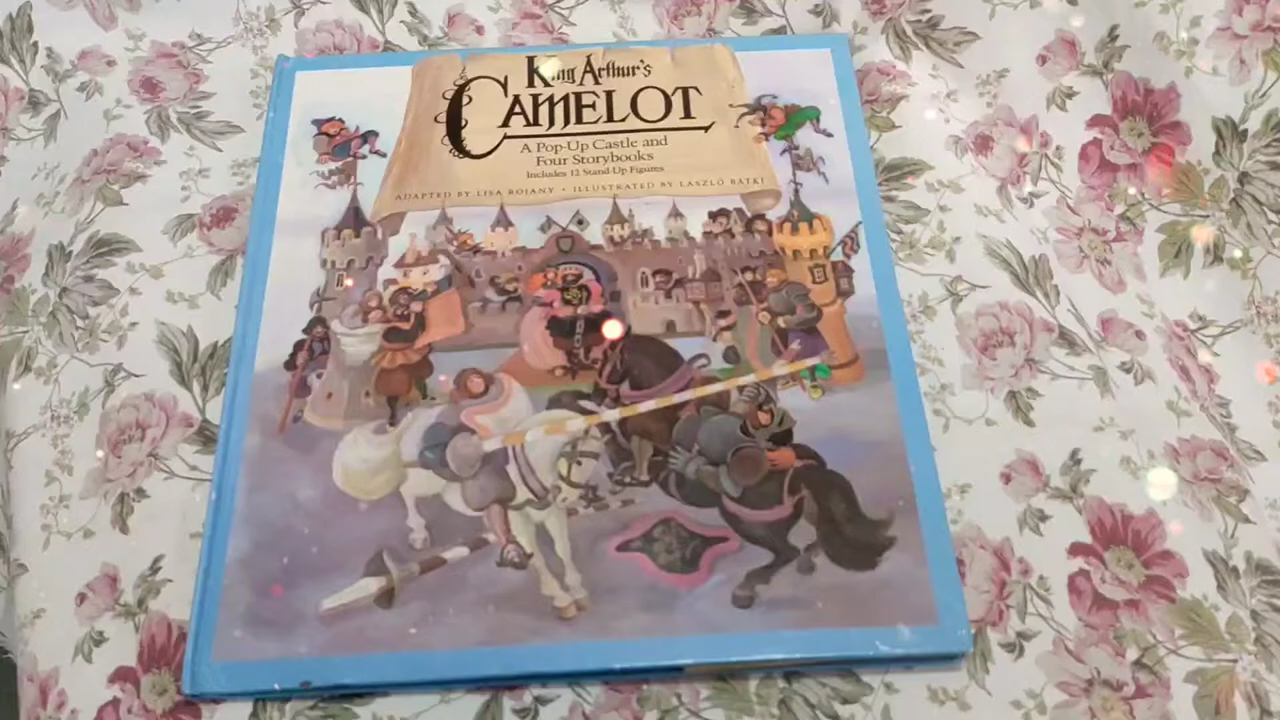 King Arthur's
CAMELOT
A Pop-Up Castle and
Four Storybooks
Includes 12 Stand-Up Figures
ADAPTED BY LISA ROJANY • ILLUSTRATED BY LASZLÓ BATKI